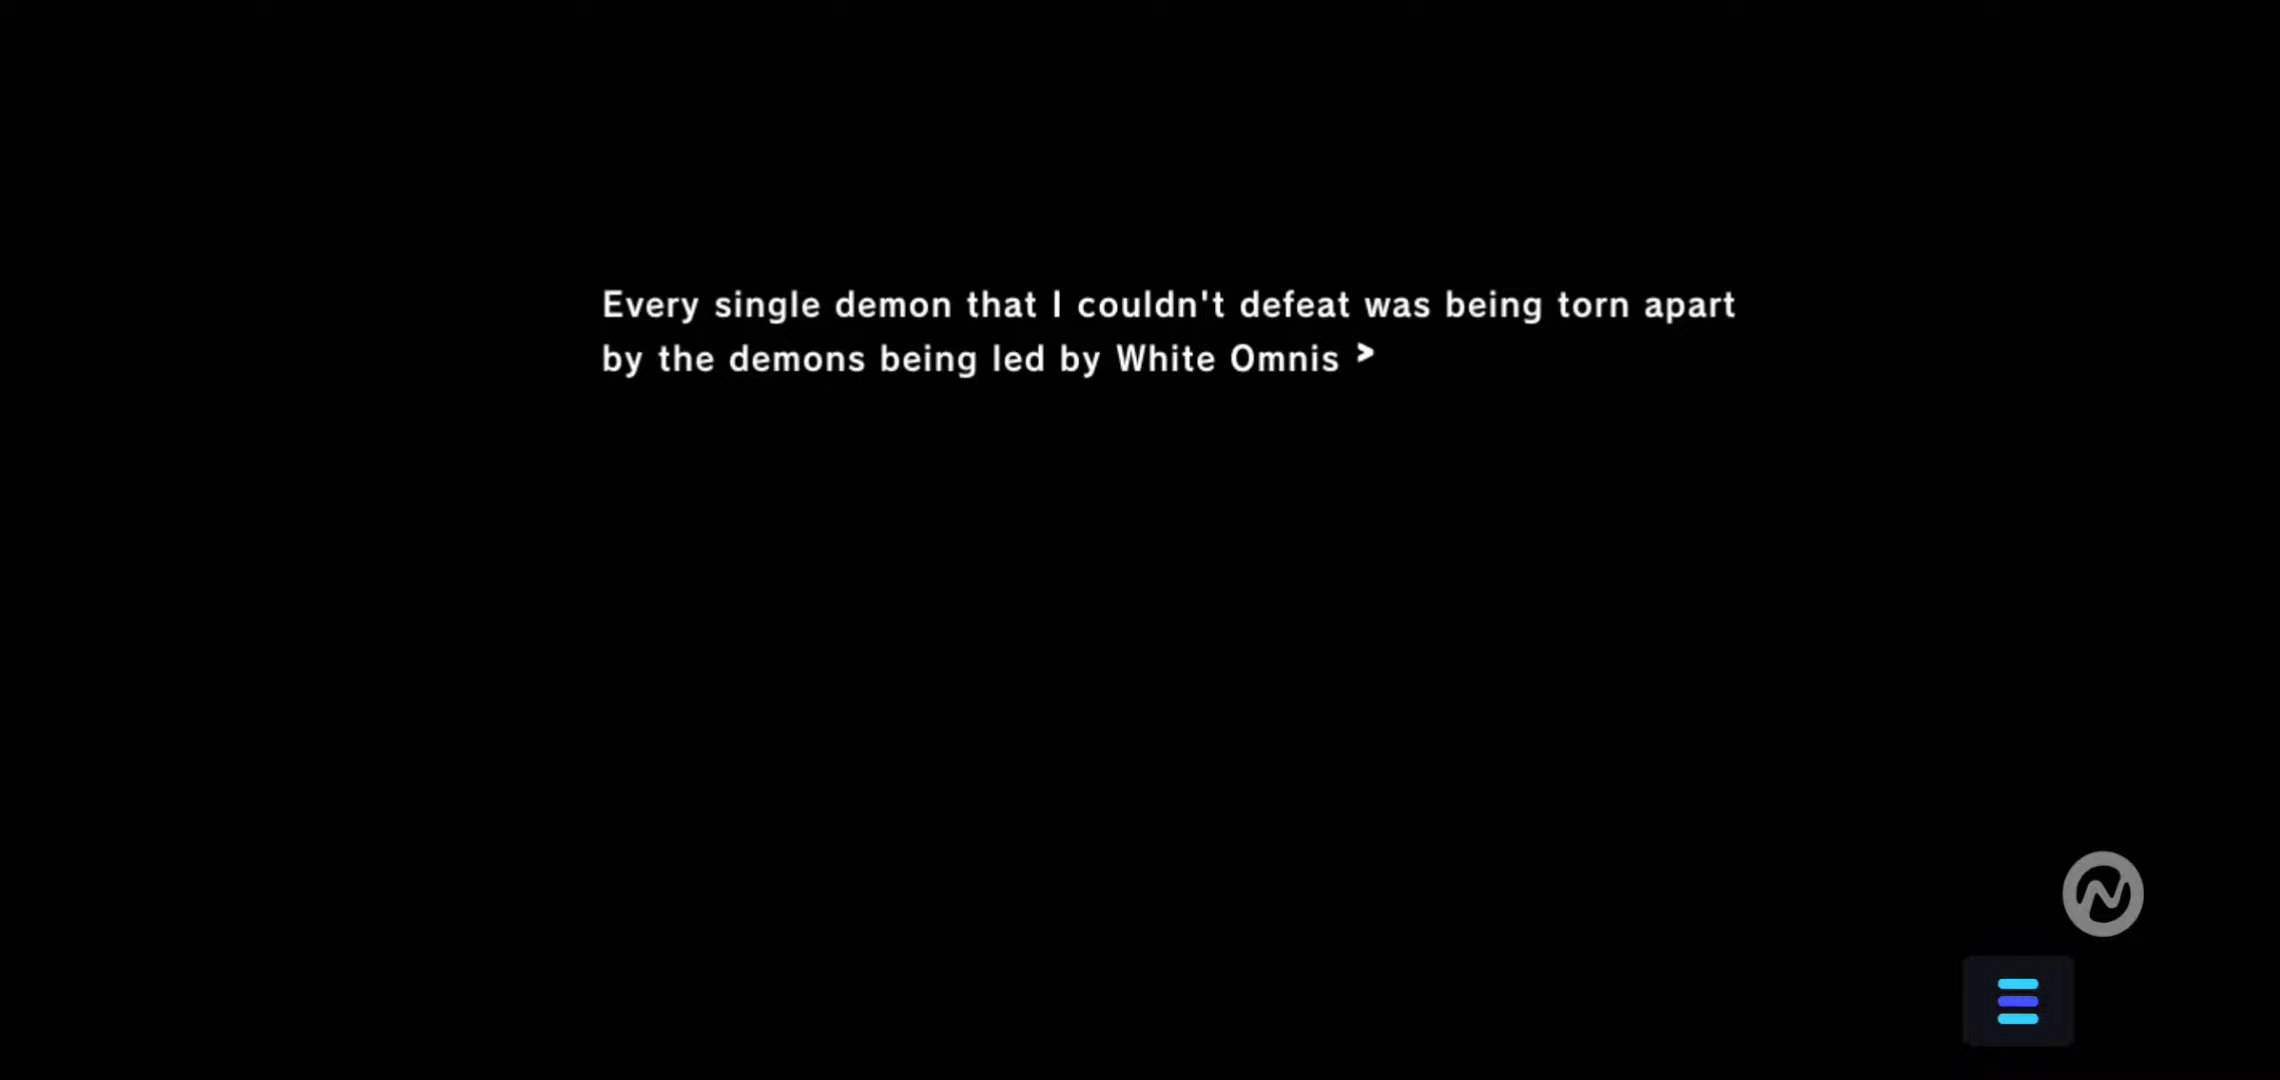 Every single demon that I couldn't defeat was being torn apart
by the demons being led by White Omnis >